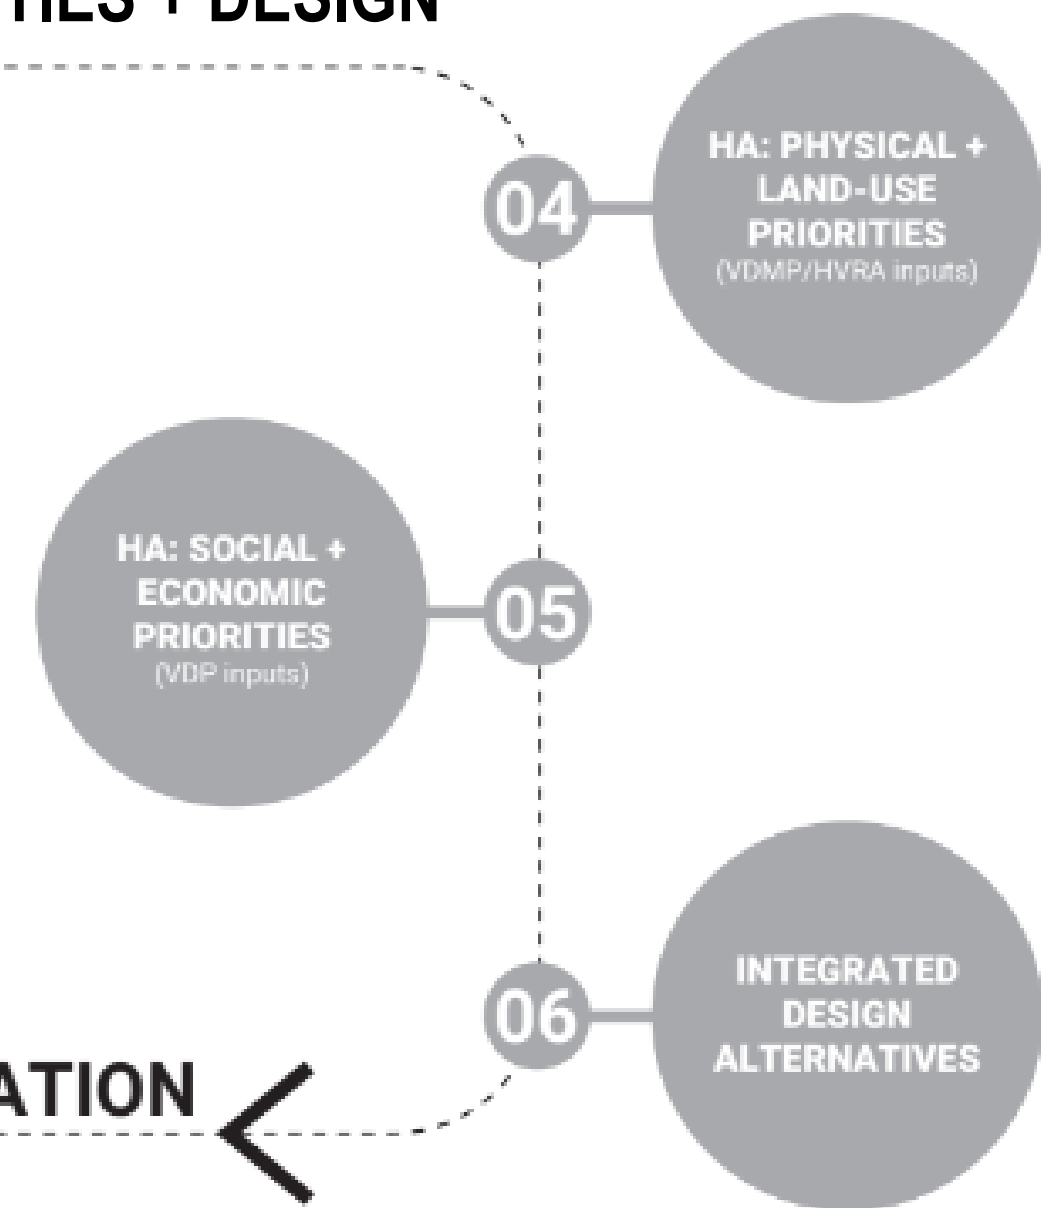 TIES + DESIGN
04
HA: PHYSICAL +
LAND-USE
PRIORITIES
(VDMP/HVRA inputs)
HA: SOCIAL +
ECONOMIC
PRIORITIES
(VDP inputs)
05
06
INTEGRATED
DESIGN
ALTERNATIVES
ATION